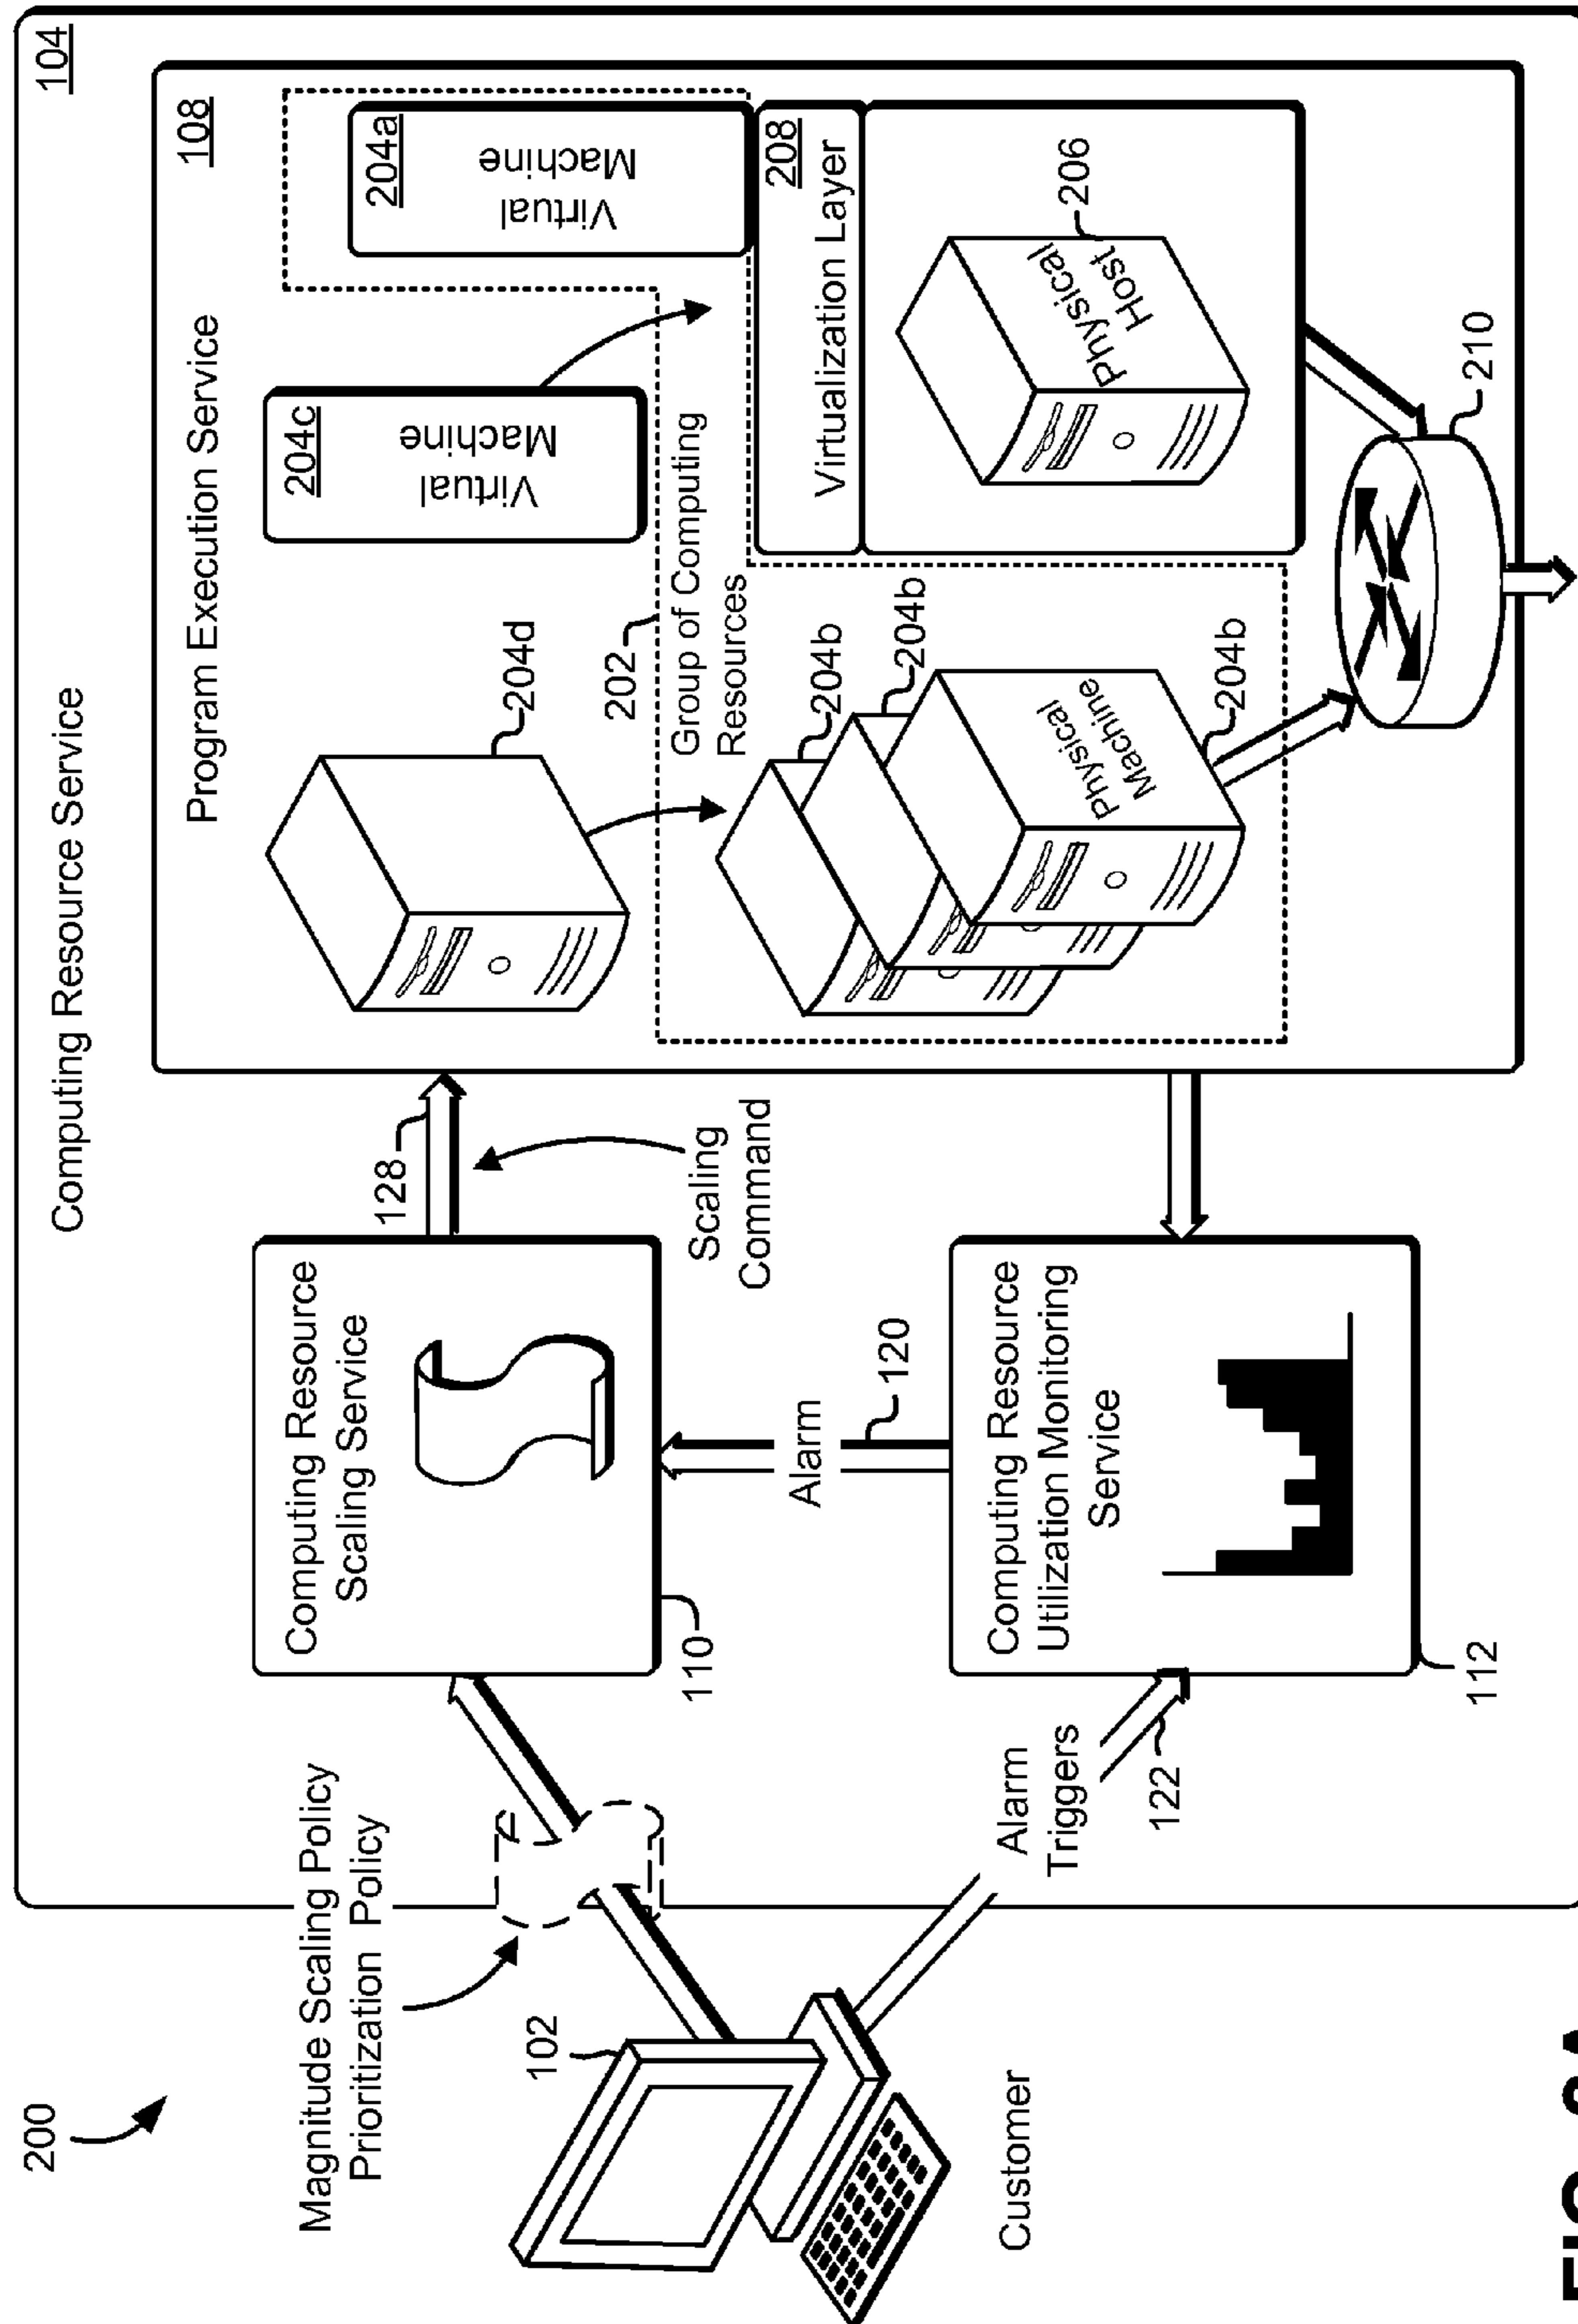 200
Computing Resource Service
104
Magnitude Scaling Policy
Prioritization Policy
102
Customer
Alarm
Triggers
122
Computing Resource
Scaling Service
110
Alarm
120
Computing Resource
Utilization Monitoring
Service
112
128
Scaling
Command
Program Execution Service
108
204d
204c
Virtual
Machine
204a
Virtual
Machine
202
Group of Computing
Resources
204b
204b
204b
Physical
Machine
208
Virtualization Layer
Physical
Host
206
210